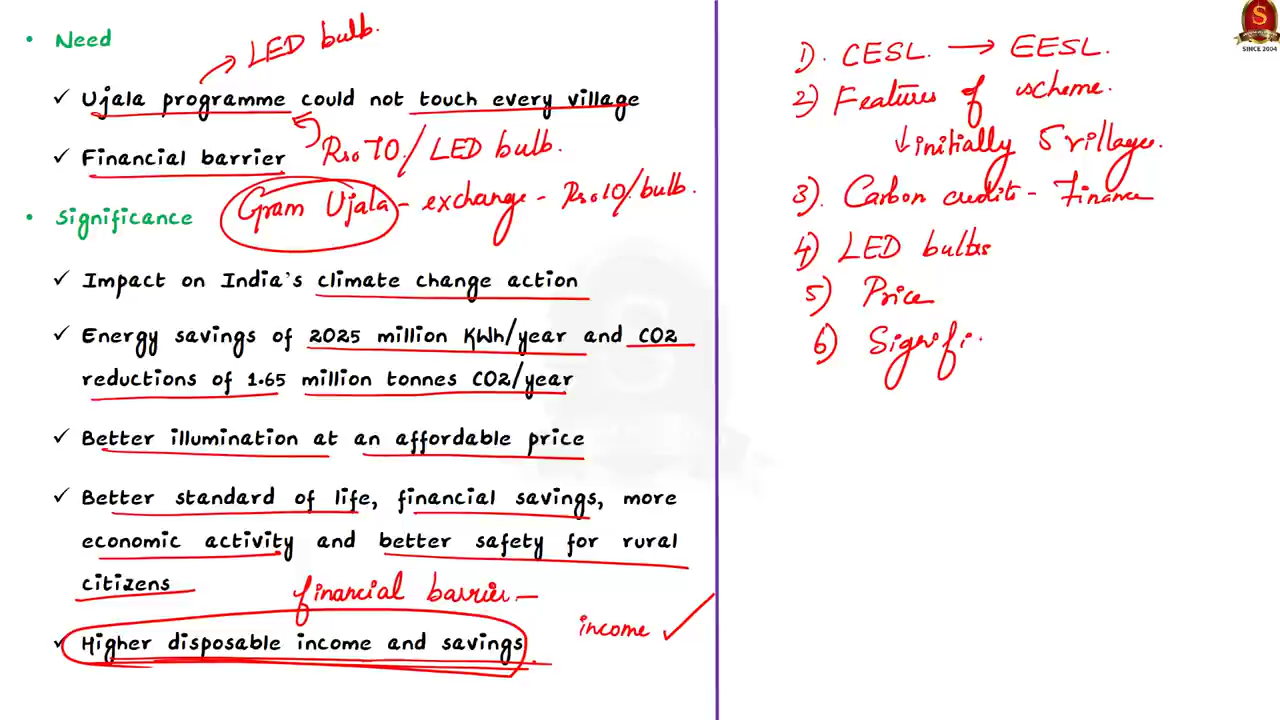 • Need
LED bulb.
✓ Ujala programme could not touch every village
✓ Financial barrier
Rs.70/LED bulb.
Gram Ujala - exchange - Rs.10/bulb.
• Significance
✓ Impact on India's climate change action
✓ Energy savings of 2025 million KWh/year and CO2
reductions of 1.65 million tonnes CO2/year
✓ Better illumination at an affordable price
✓ Better standard of life, financial savings, more
economic activity and better safety for rural
citizens
financial barrier -
✓ Higher disposable income and savings
income ✓
1) CESL. → EESL.
2) Features of scheme.
↓ initially 5 villages.
3). Carbon credits - Finance
4) LED bulbs
5) Price
6) Signifi
S
SINCE 2004